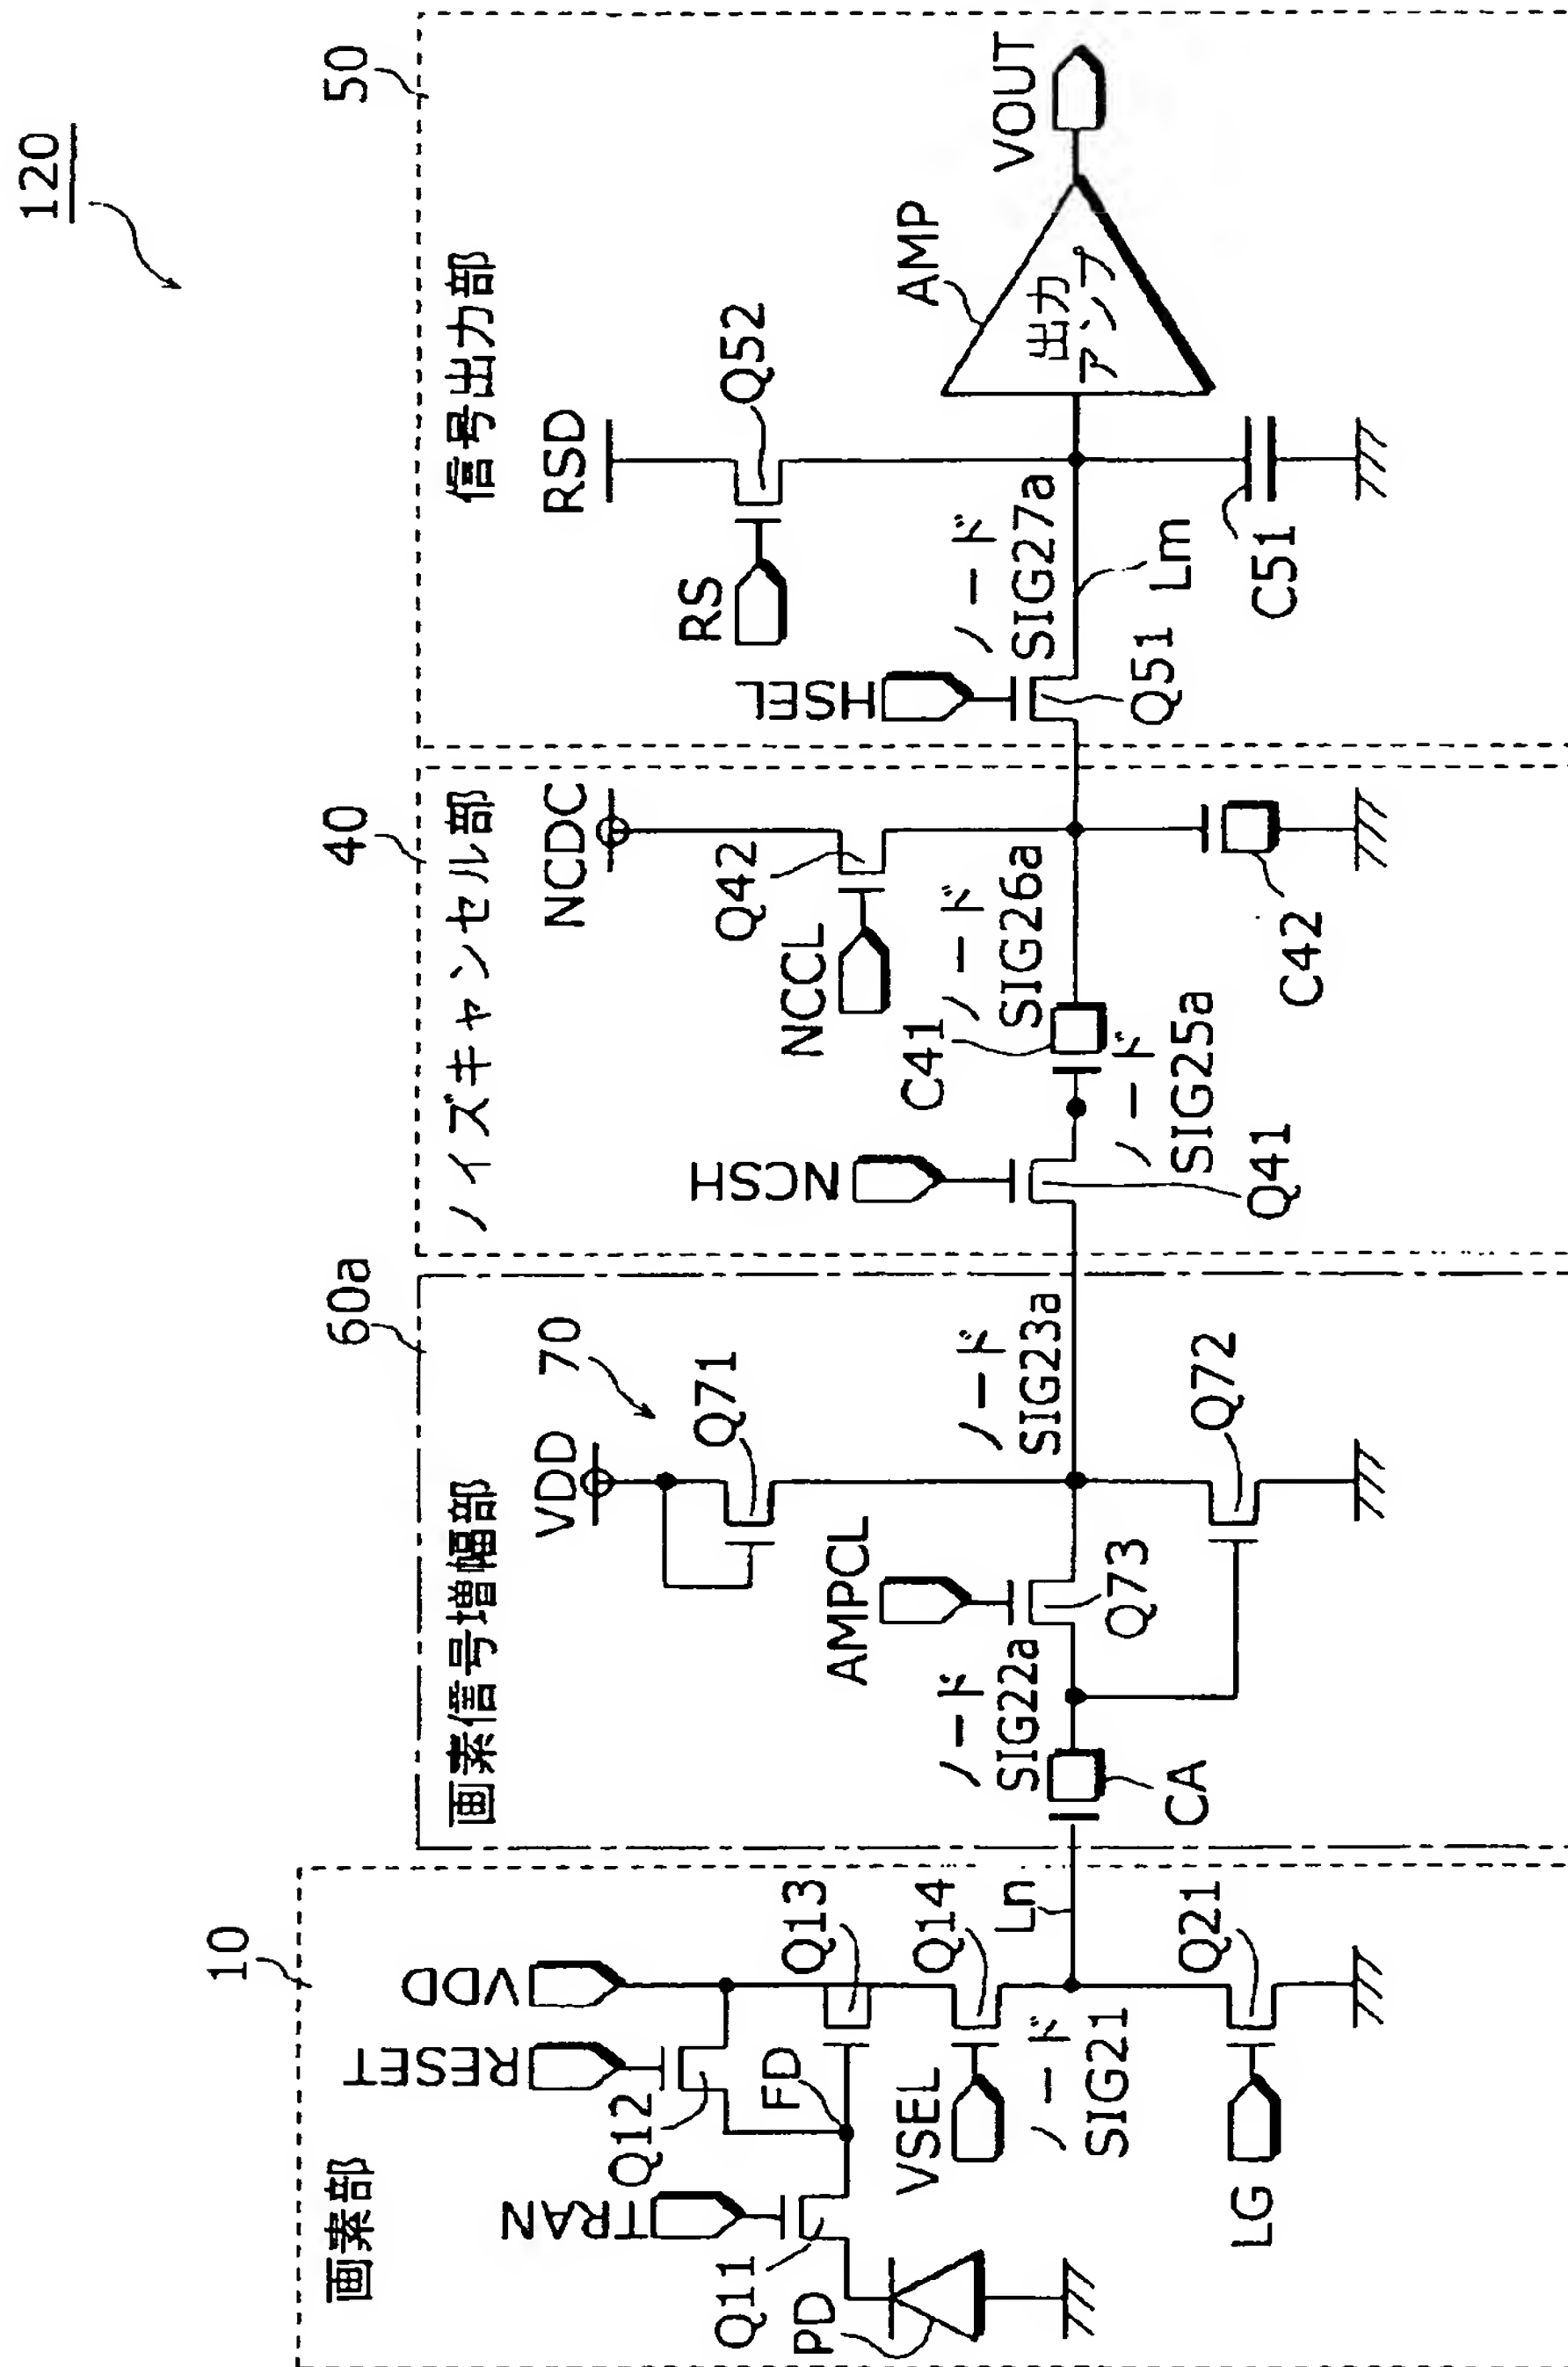 120
10
画素部
PD
Q11
TRAN
Q12
RESET
VDD
FD
Q13
VSEL
Q14
ノード
SIG21
Ln
LG
Q21
60a
画素信号増幅部
CA
ノード
SIG22a
AMPCL
Q73
VDD
70
Q71
ノード
SIG23a
Q72
40
ノイズキャンセル部
NCSH
Q41
ノード
SIG25a
C41
NCCL
Q42
NCDC
ノード
SIG26a
C42
50
信号出力部
HSEL
Q51
ノード
SIG27a
Lm
RS
RSD
Q52
C51
AMP
出力
アンプ
VOUT